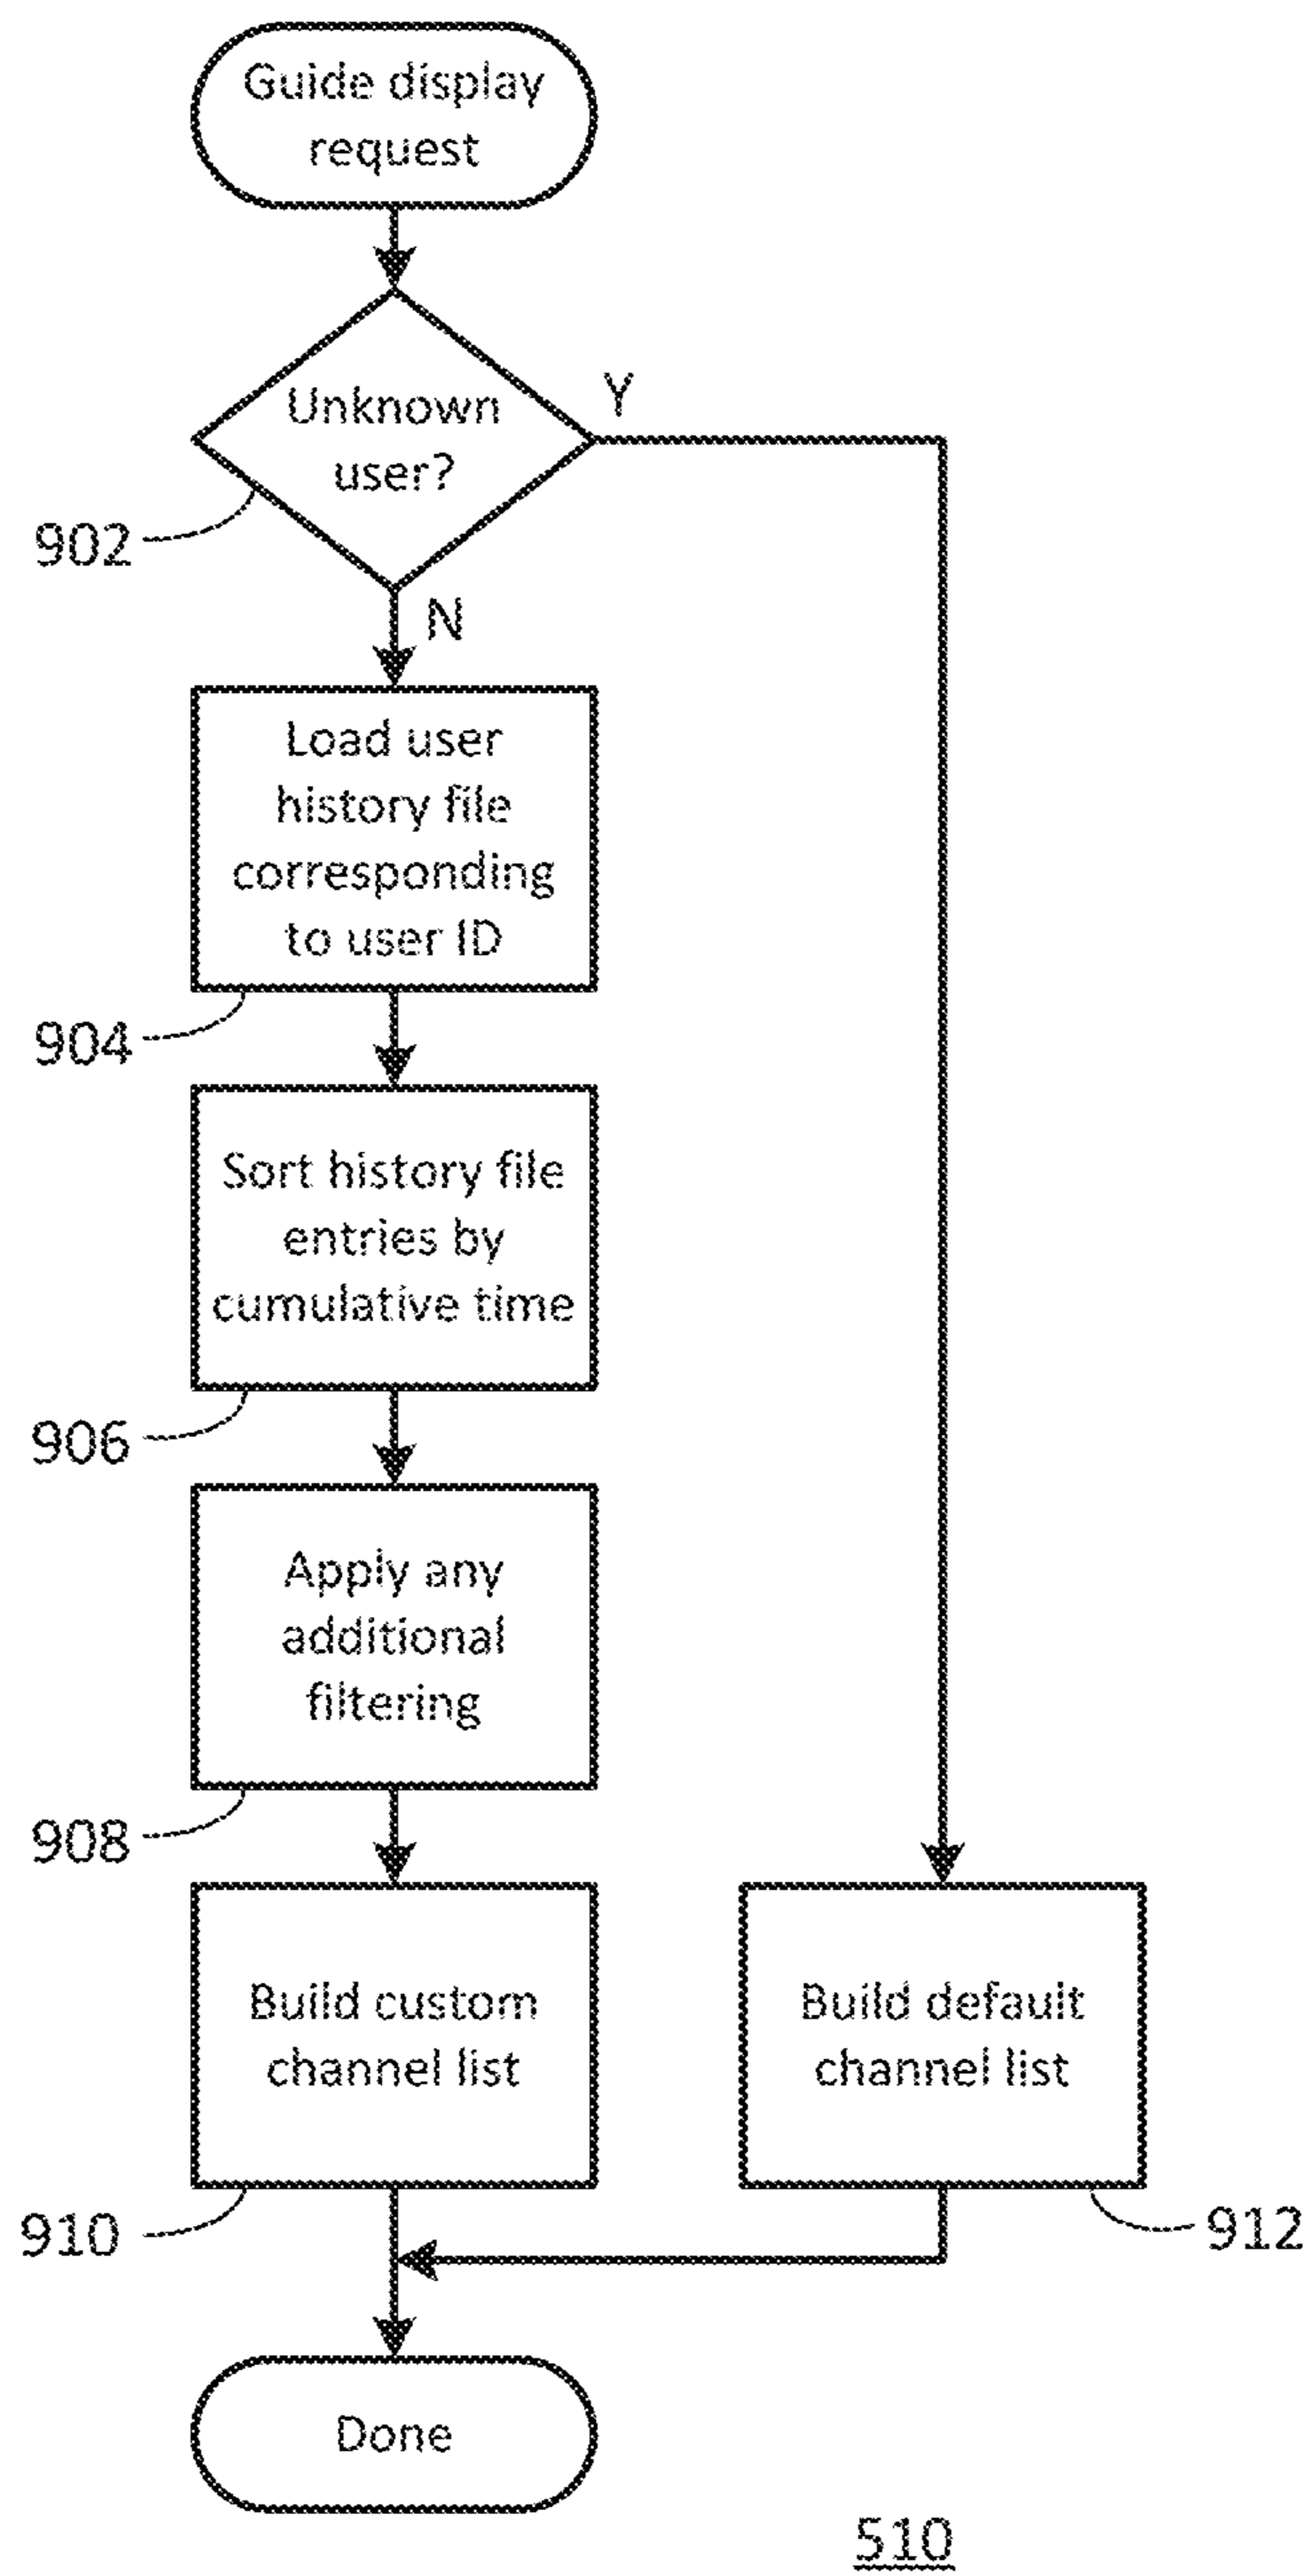 Guide display
request
Unknown
user?
Y
902
N
Load user
history file
corresponding
to user ID
904
Sort history file
entries by
cumulative time
906
Apply any
additional
filtering
908
Build custom
channel list
910
Build default
channel list
912
Done
510